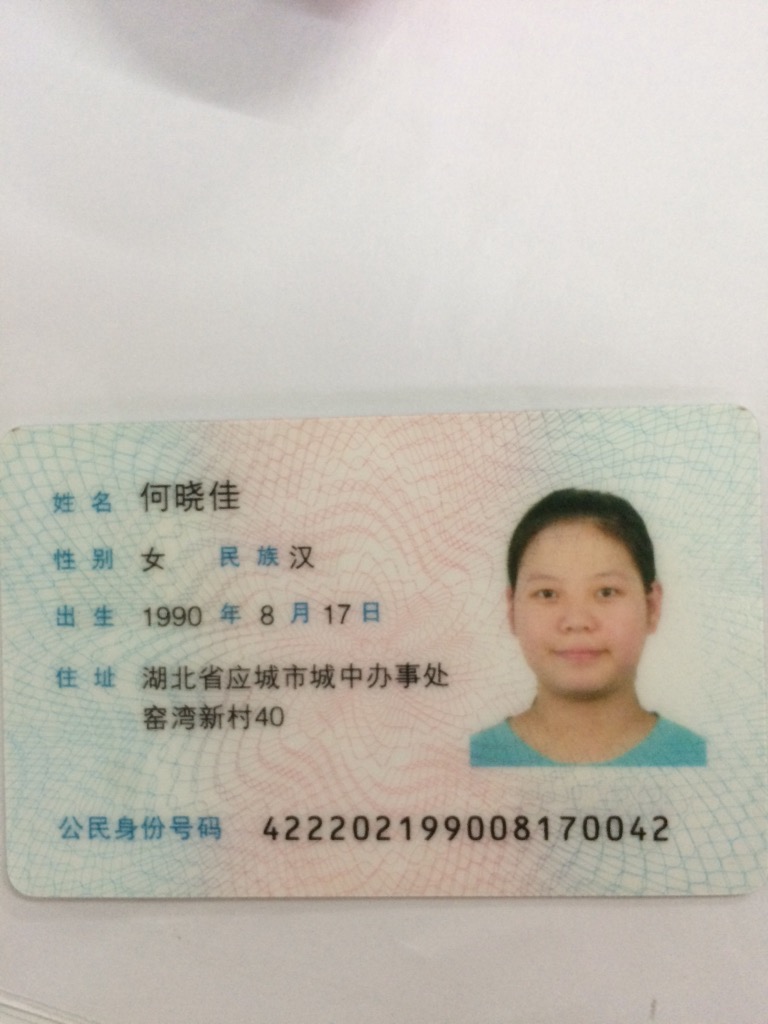 姓名 何晓佳
性别 女 民族 汉
出生 1990 年 8 月 17 日
住址 湖北省应城市城中办事处
窑湾新村40
公民身份号码 422202199008170042